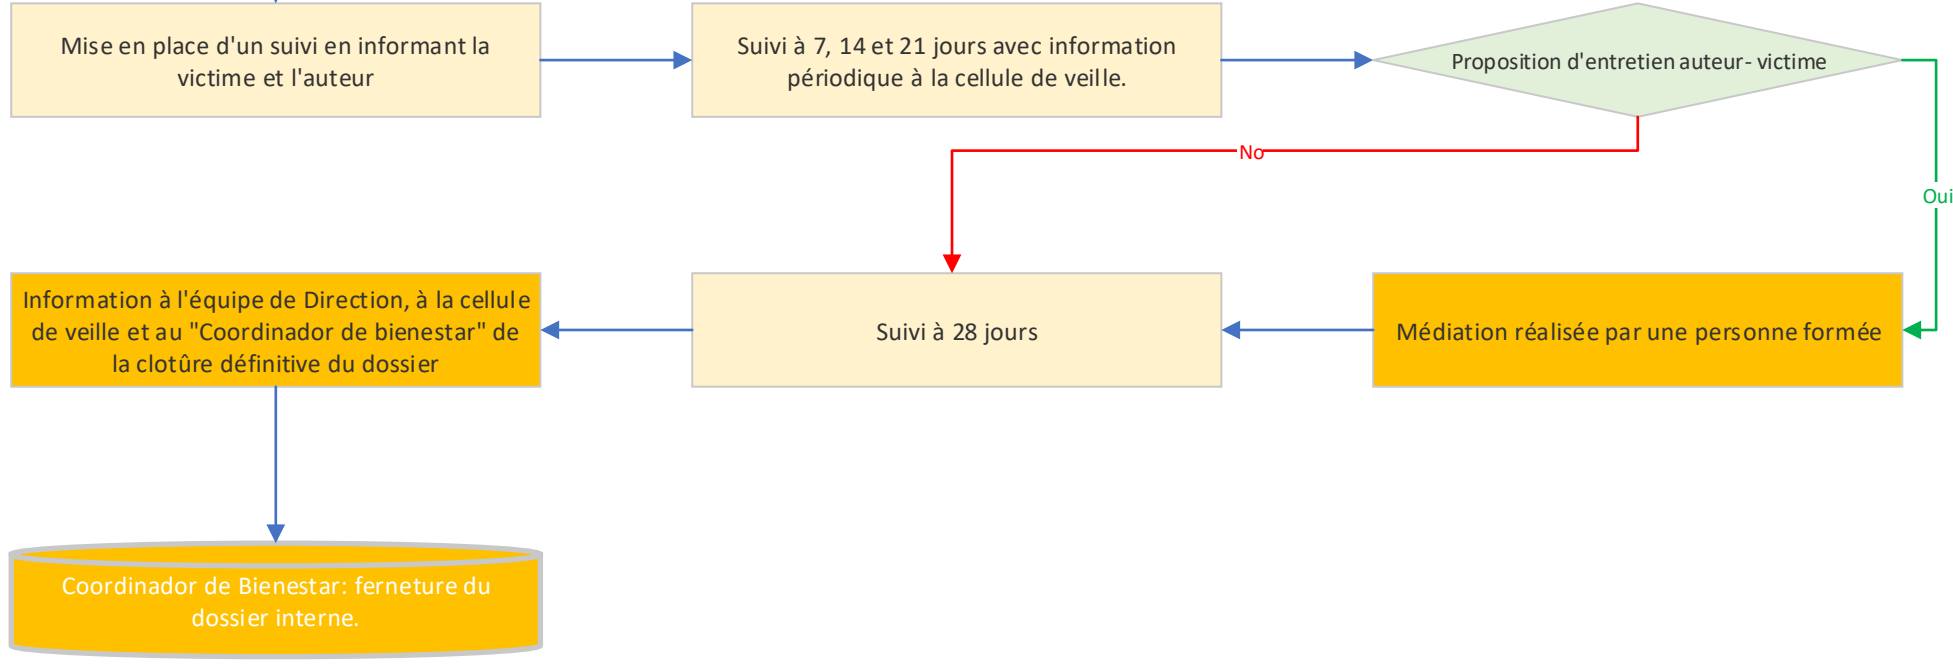 Mise en place d'un suivi en informant la
victime et l'auteur
Suivi à 7, 14 et 21 jours avec information
périodique à la cellule de veille.
Proposition d'entretien auteur- victime
No
Oui
Information à l'équipe de Direction, à la cellule
de veille et au "Coordinador de bienestar" de
la clotûre définitive du dossier
Suivi à 28 jours
Médiation réalisée par une personne formée
Coordinador de Bienestar: ferneture du
dossier interne.